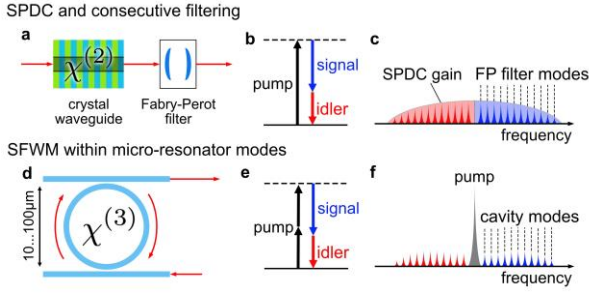 SPDC and consecutive filtering
a
χ(2)
crystal
waveguide
Fabry-Perot
filter
b
pump
signal
idler
c
SPDC gain
FP filter modes
frequency
SFWM within micro-resonator modes
d
10...100μm
χ(3)
e
pump
pump
signal
idler
f
pump
cavity modes
frequency